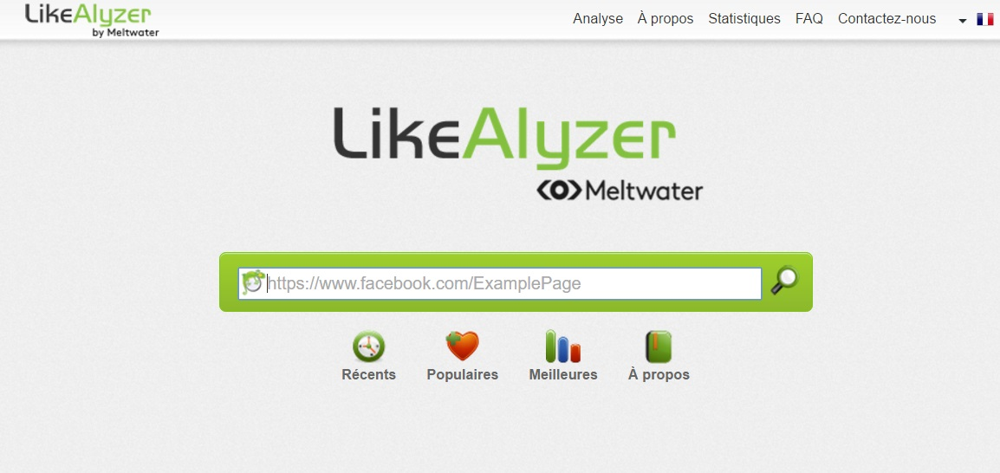 LikeAlyzer
by Meltwater
Analyse À propos Statistiques FAQ Contactez-nous
LikeAlyzer
Meltwater
https://www.facebook.com/ExamplePage
Récents Populaires Meilleures À propos